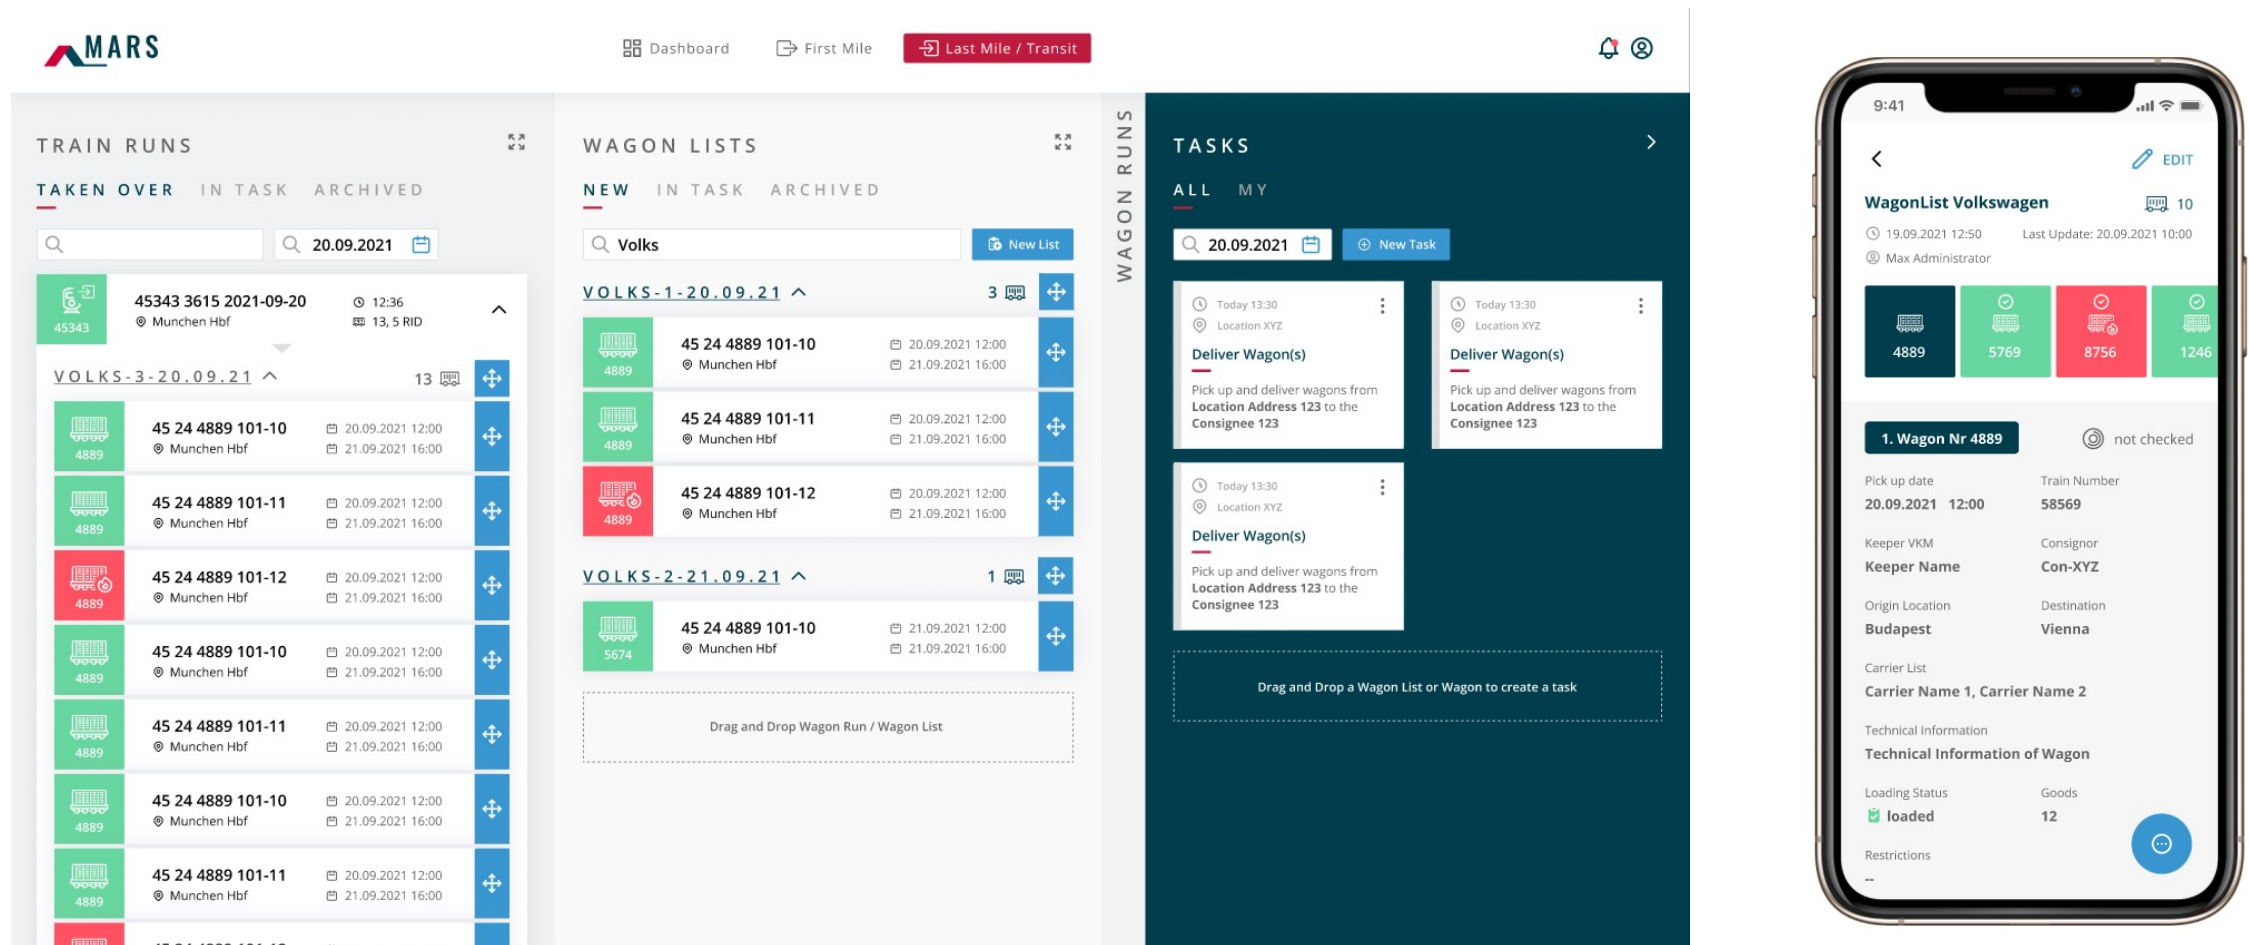 MARS
Dashboard
First Mile
Last Mile / Transit
TRAIN RUNS
TAKEN OVER IN TASK ARCHIVED
20.09.2021
45343
45343 3615 2021-09-20
Munchen Hbf
12:36
13, 5 RID
VOLKS-3-20.09.21
13
4889
45 24 4889 101-10
Munchen Hbf
20.09.2021 12:00
21.09.2021 16:00
4889
45 24 4889 101-11
Munchen Hbf
20.09.2021 12:00
21.09.2021 16:00
4889
45 24 4889 101-12
Munchen Hbf
20.09.2021 12:00
21.09.2021 16:00
4889
45 24 4889 101-10
Munchen Hbf
20.09.2021 12:00
21.09.2021 16:00
4889
45 24 4889 101-11
Munchen Hbf
20.09.2021 12:00
21.09.2021 16:00
4889
45 24 4889 101-10
Munchen Hbf
20.09.2021 12:00
21.09.2021 16:00
4889
45 24 4889 101-11
Munchen Hbf
20.09.2021 12:00
21.09.2021 16:00
WAGON LISTS
NEW IN TASK ARCHIVED
Volks
New List
VOLKS-1-20.09.21
3
4889
45 24 4889 101-10
Munchen Hbf
20.09.2021 12:00
21.09.2021 16:00
4889
45 24 4889 101-11
Munchen Hbf
20.09.2021 12:00
21.09.2021 16:00
4889
45 24 4889 101-12
Munchen Hbf
20.09.2021 12:00
21.09.2021 16:00
VOLKS-2-21.09.21
1
5674
45 24 4889 101-10
Munchen Hbf
21.09.2021 12:00
21.09.2021 16:00
Drag and Drop Wagon Run / Wagon List
WAGON RUNS
TASKS
ALL MY
20.09.2021
New Task
Today 13:30
Location XYZ
Deliver Wagon(s)
Pick up and deliver wagons from
Location Address 123 to the
Consignee 123
Today 13:30
Location XYZ
Deliver Wagon(s)
Pick up and deliver wagons from
Location Address 123 to the
Consignee 123
Today 13:30
Location XYZ
Deliver Wagon(s)
Pick up and deliver wagons from
Location Address 123 to the
Consignee 123
Drag and Drop a Wagon List or Wagon to create a task
9:41
EDIT
WagonList Volkswagen
10
19.09.2021 12:50
Last Update: 20.09.2021 10:00
Max Administrator
4889 5769 8756 1246
1. Wagon Nr 4889
not checked
Pick up date Train Number
20.09.2021 12:00 58569
Keeper VKM Consignor
Keeper Name Con-XYZ
Origin Location Destination
Budapest Vienna
Carrier List
Carrier Name 1, Carrier Name 2
Technical Information
Technical Information of Wagon
Loading Status Goods
loaded 12
Restrictions
--